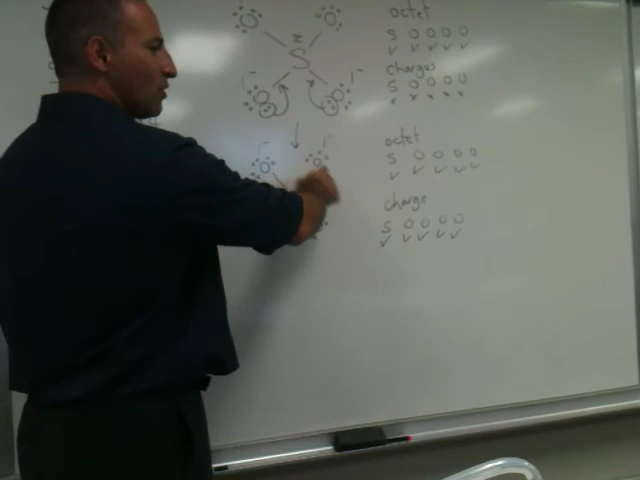 octet
S O O O O
✓ ✓ ✓ ✓ ✓
charges
S O O O O
x x x x x
octet
S O O O O
✓ ✓ ✓ ✓ ✓
charge
S O O O O
✓ ✓ ✓ ✓ ✓
O O
S
O O
O O